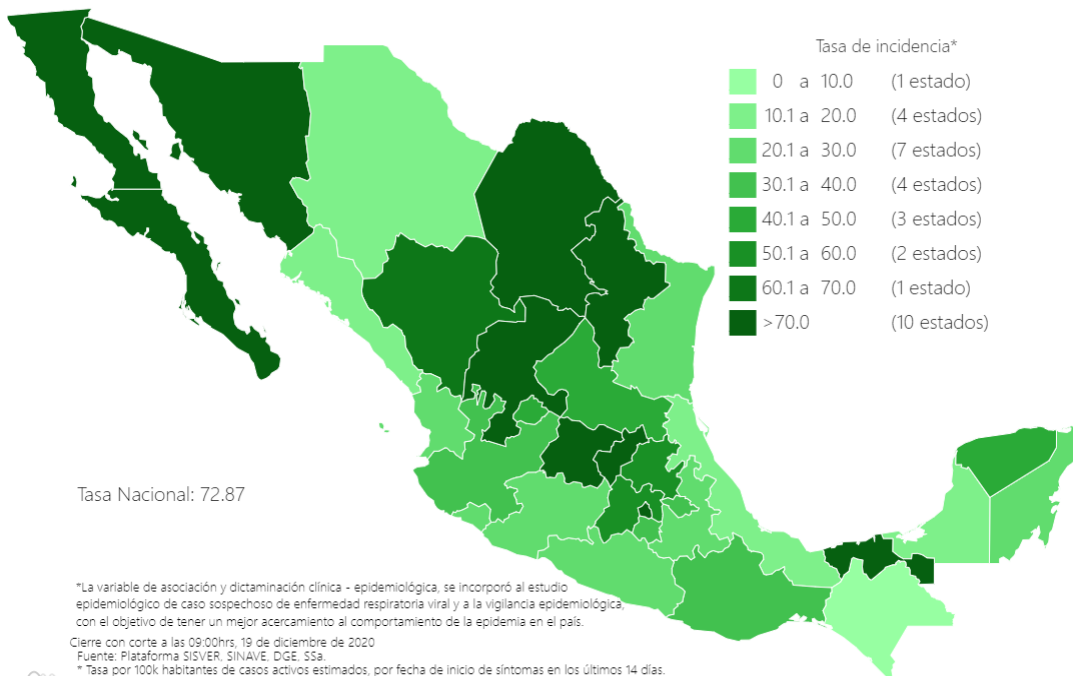 Tasa de incidencia*
0 a 10.0 (1 estado)
10.1 a 20.0 (4 estados)
20.1 a 30.0 (7 estados)
30.1 a 40.0 (4 estados)
40.1 a 50.0 (3 estados)
50.1 a 60.0 (2 estados)
60.1 a 70.0 (1 estado)
>70.0 (10 estados)
Tasa Nacional: 72.87
*La variable de asociación y dictaminación clínica - epidemiológica, se incorporó al estudio
epidemiológico de caso sospechoso de enfermedad respiratoria viral y a la vigilancia epidemiológica,
con el objetivo de tener un mejor acercamiento al comportamiento de la epidemia en el país.
Cierre con corte a las 09:00hrs, 19 de diciembre de 2020
Fuente: Plataforma SISVER, SINAVE, DGE, SSa.
* Tasa por 100k habitantes de casos activos estimados, por fecha de inicio de síntomas en los últimos 14 días.